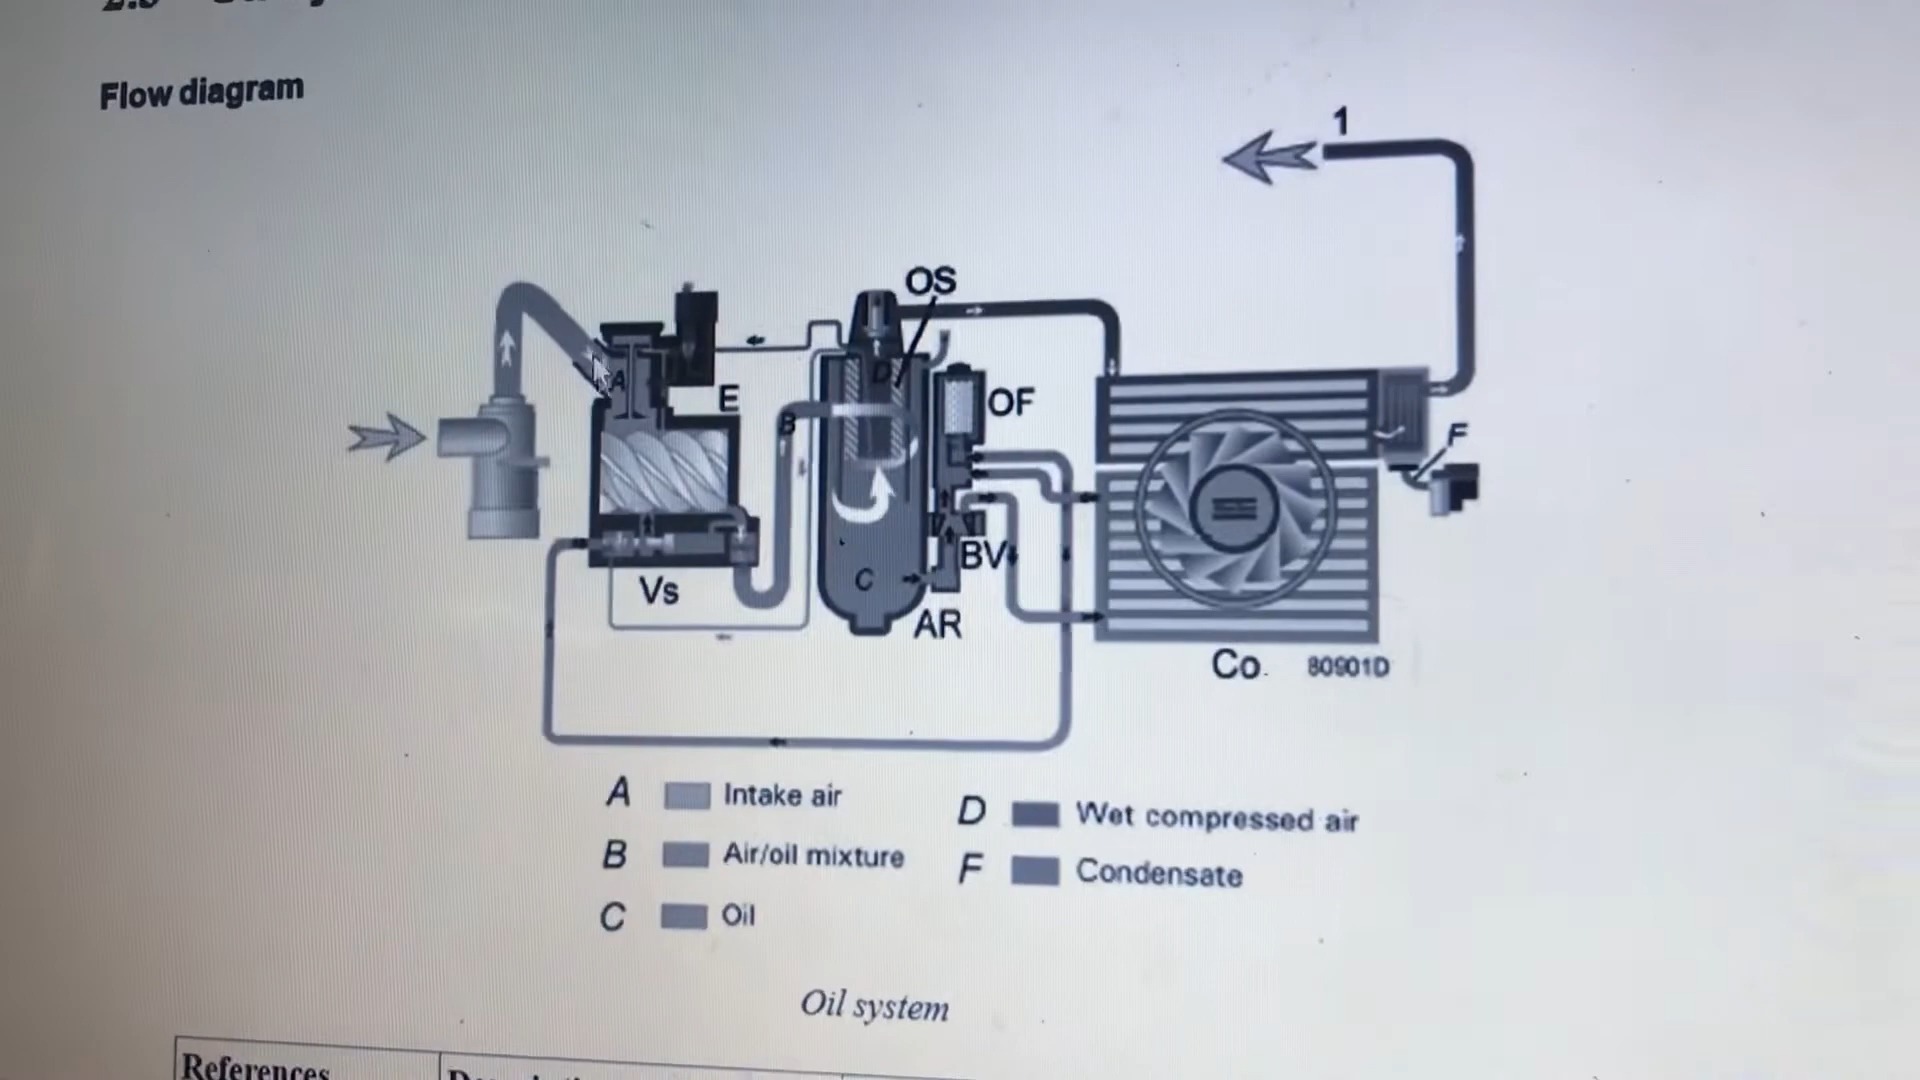 Flow diagram
1
OS
A
E
D
OF
B
F
BV
C
Vs
AR
Co.
80901D
A Intake air
B Air/oil mixture
C Oil
D Wet compressed air
F Condensate
Oil system
References